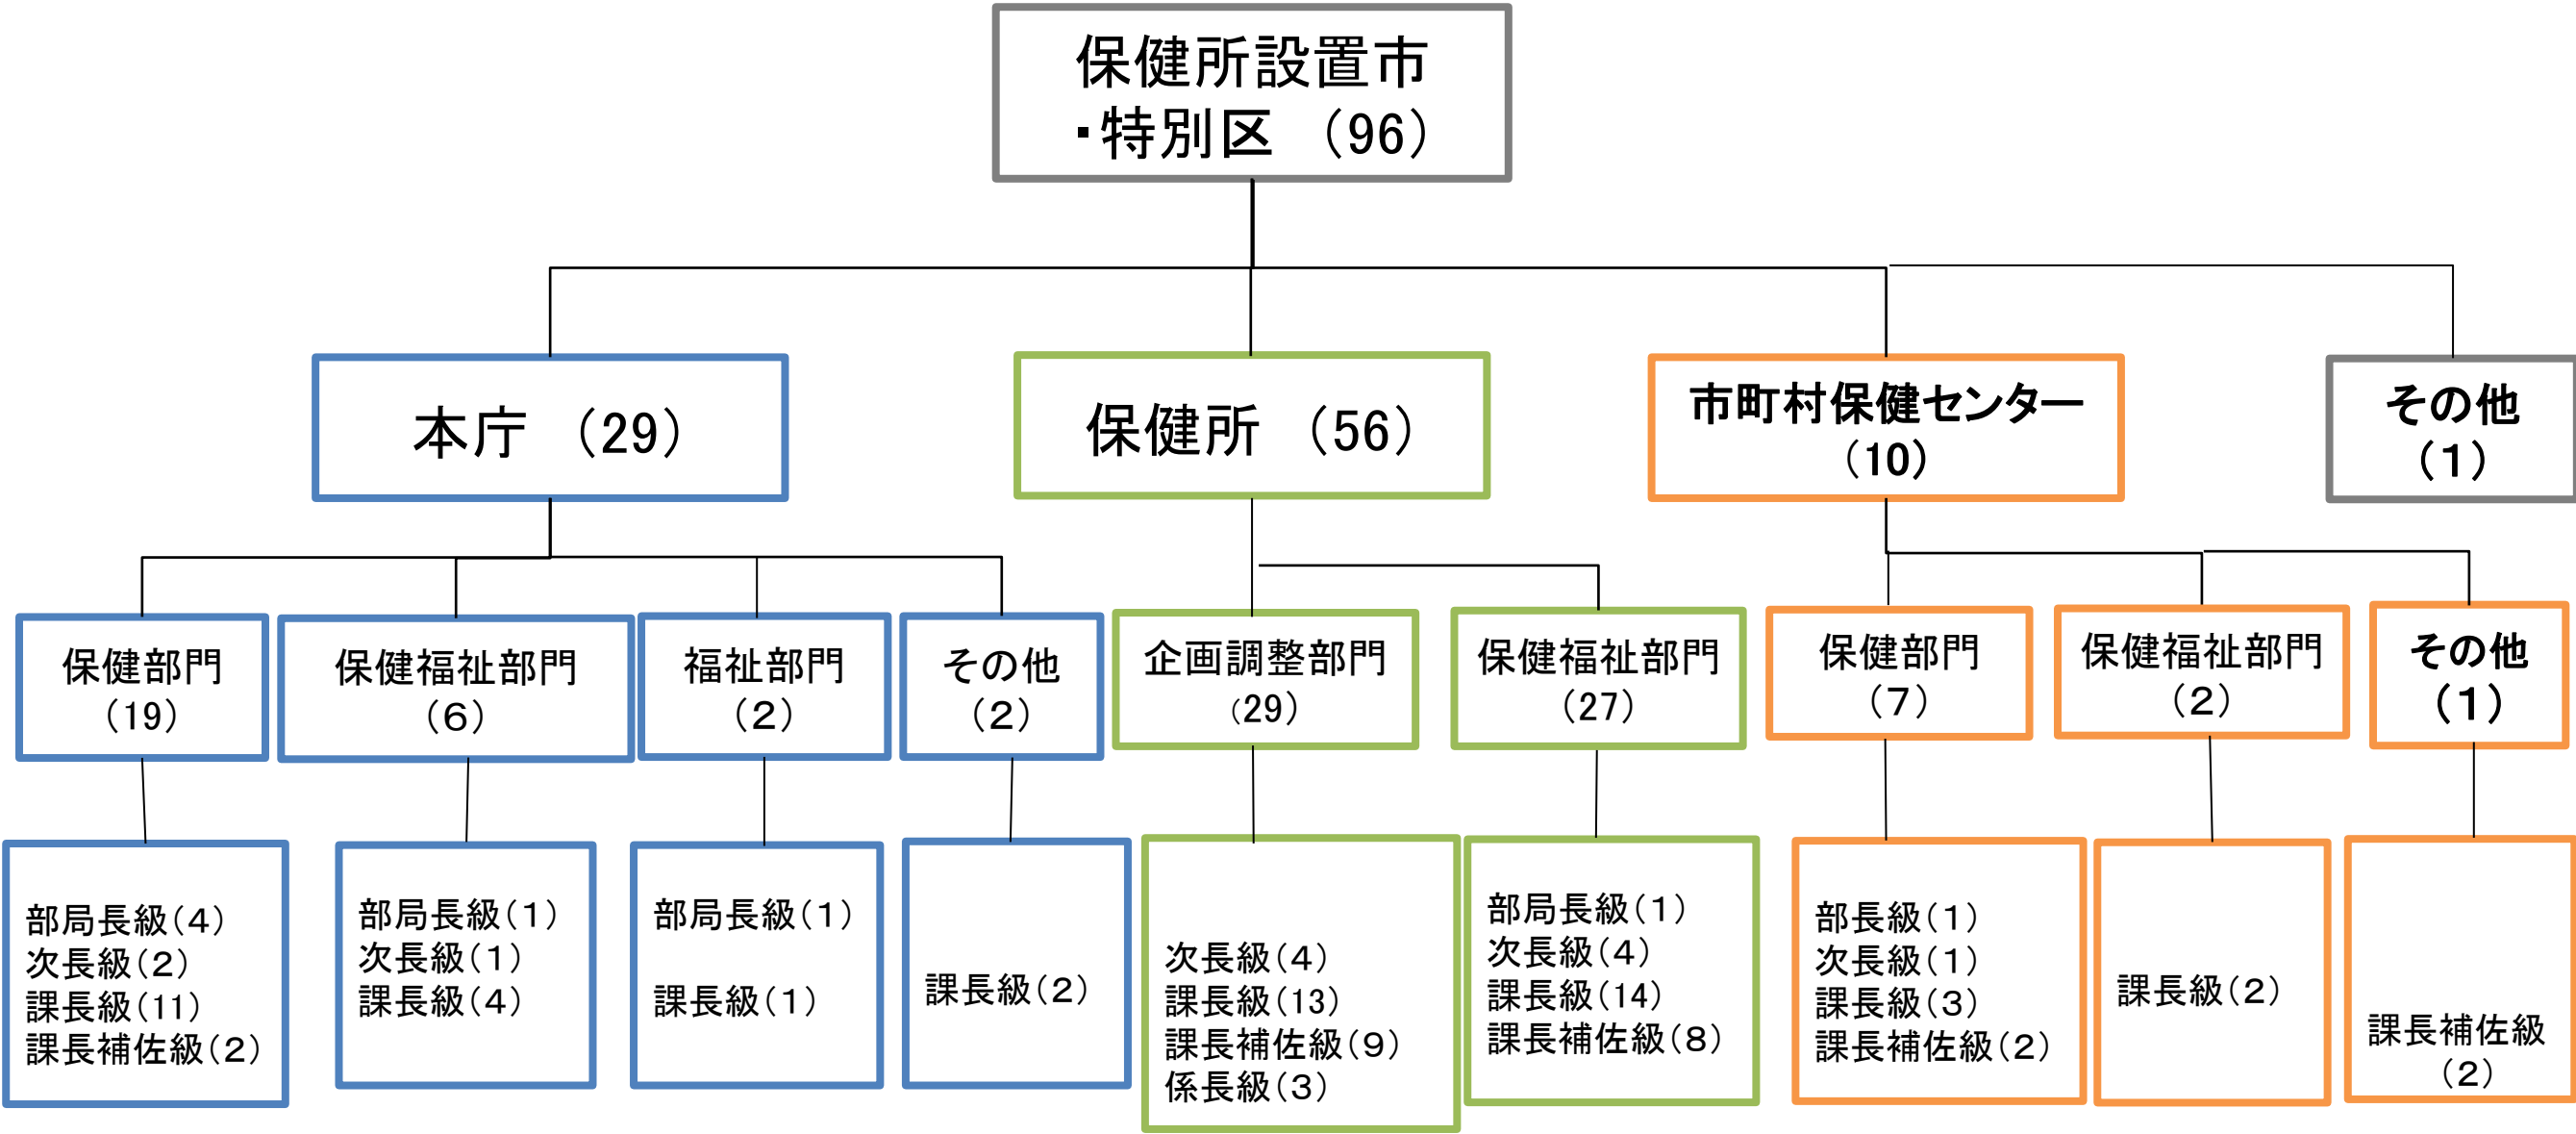 保健所設置市
・特別区 （96）
本庁 （29）
保健所 （56）
市町村保健センター
（10）
その他
（１）
保健部門
（19）
保健福祉部門
（６）
福祉部門
（２）
その他
（２）
企画調整部門
（29）
保健福祉部門
（27）
保健部門
（７）
保健福祉部門
（２）
その他
（１）
部局長級（４）
次長級（２）
課長級（11）
課長補佐級（２）
部局長級（１）
次長級（１）
課長級（４）
部局長級（１）
課長級（１）
課長級（２）
次長級（４）
課長級（13）
課長補佐級（９）
係長級（３）
部局長級（１）
次長級（４）
課長級（14）
課長補佐級（８）
部長級（１）
次長級（１）
課長級（３）
課長補佐級（２）
課長級（２）
課長補佐級
（２）